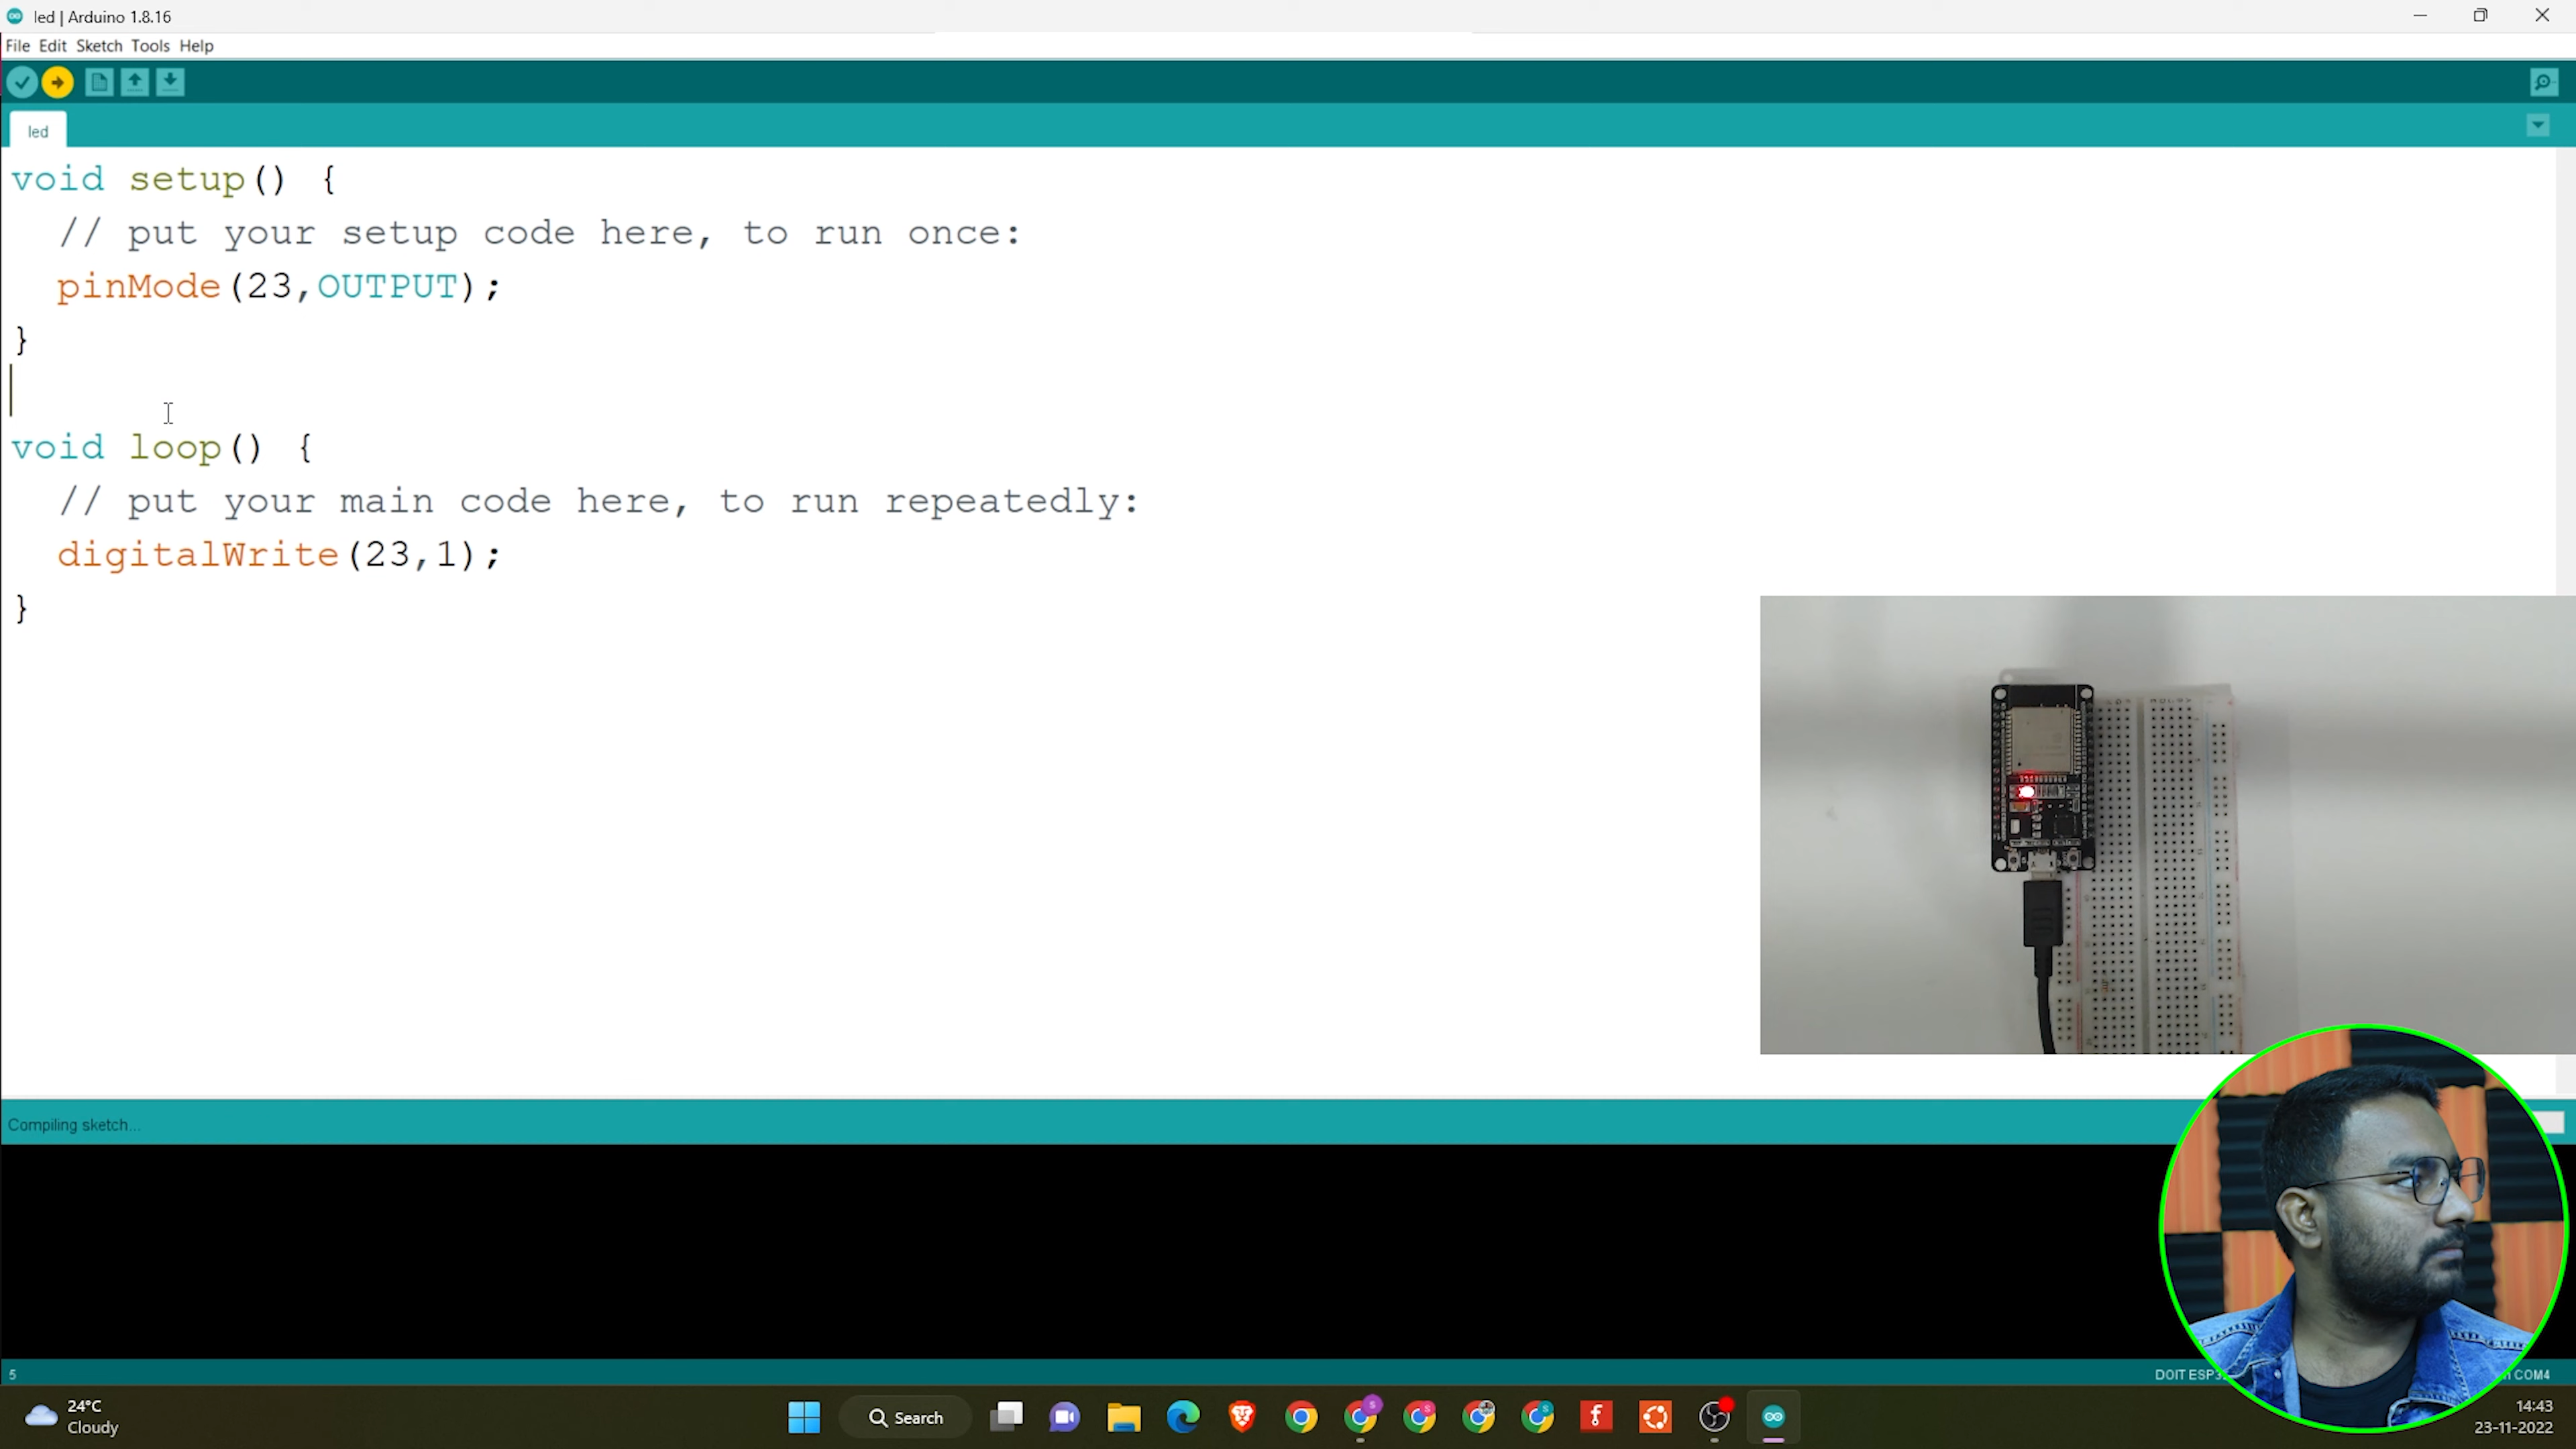 led | Arduino 1.8.16
File Edit Sketch Tools Help
led
void setup() {
// put your setup code here, to run once:
pinMode(23,OUTPUT);
}
void loop() {
// put your main code here, to run repeatedly:
digitalWrite(23,1);
}
Compiling sketch...
5
DOIT COM4
24°C
Cloudy
Search
14:43
23-11-2022